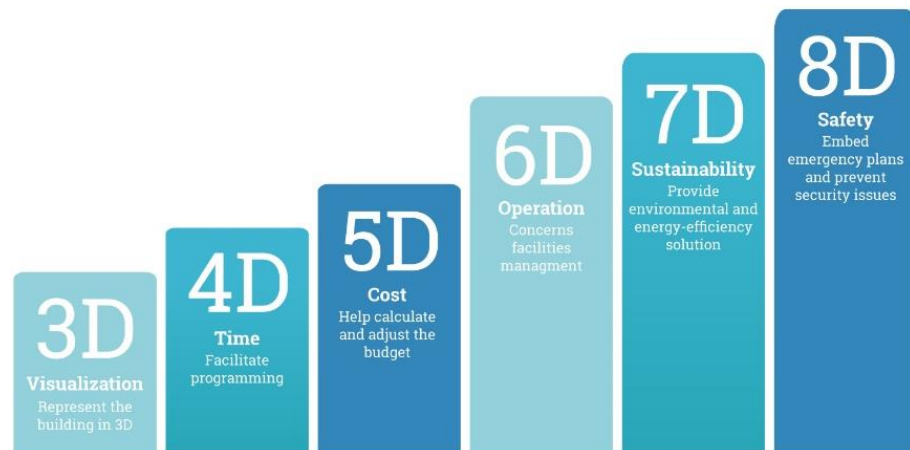 3D
Visualization
Represent the
building in 3D
4D
Time
Facilitate
programming
5D
Cost
Help calculate
and adjust the
budget
6D
Operation
Concerns
facilities
managment
7D
Sustainability
Provide
environmental and
energy-efficiency
solution
8D
Safety
Embed
emergency plans
and prevent
security issues